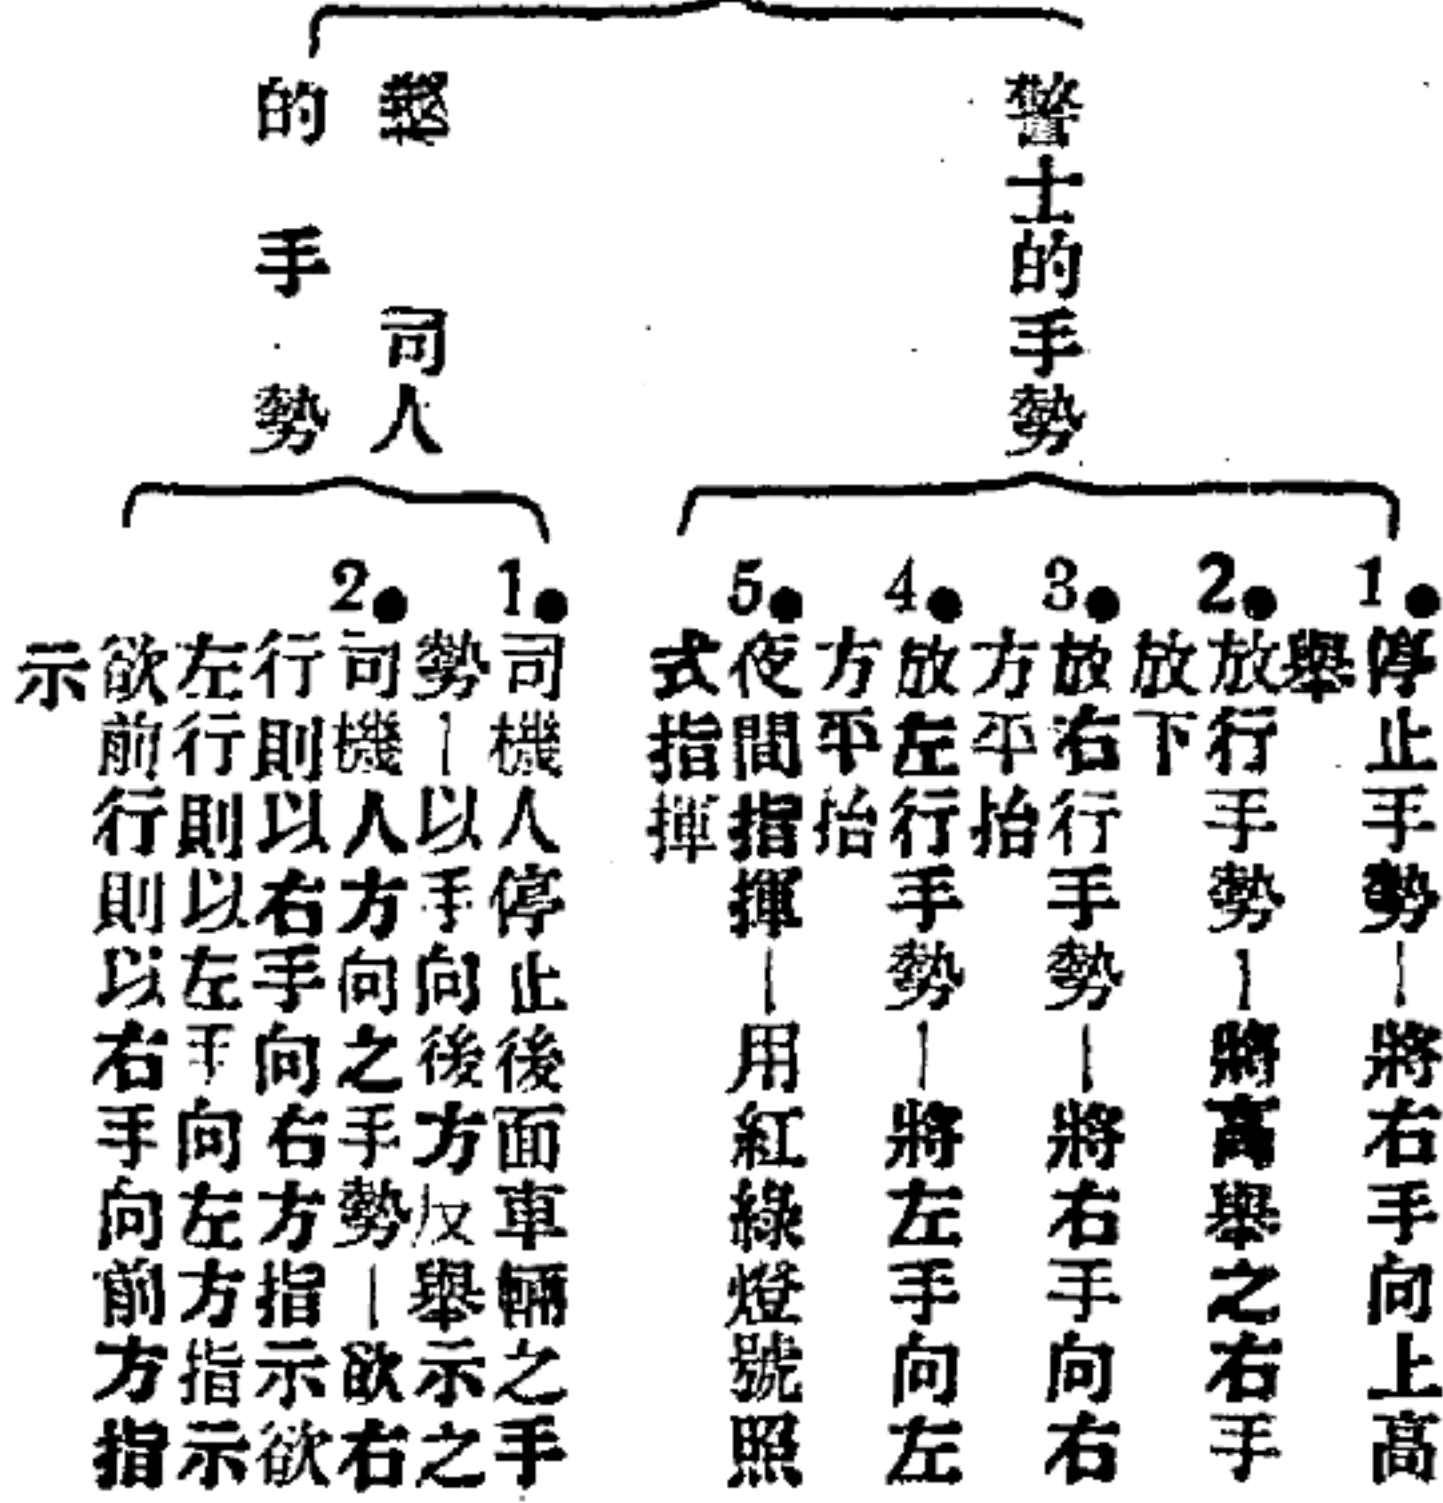 警士的手勢
1.停止手勢—將右手向上高
舉
2.放行手勢—將高舉之右手
放下
3.放右行手勢—將右手向右
方平抬
4.放左行手勢—將左手向左
方平抬
5.夜間指揮—用紅綠燈號照
式指揮
司人
的手勢
1.司機人停止後面車輛之手
勢—以手向後方反舉示之
2.司機人方向之手勢—欲右
行則以右手向右方指示欲
左行則以左手向左方指示
欲前行則以右手向前方指
示